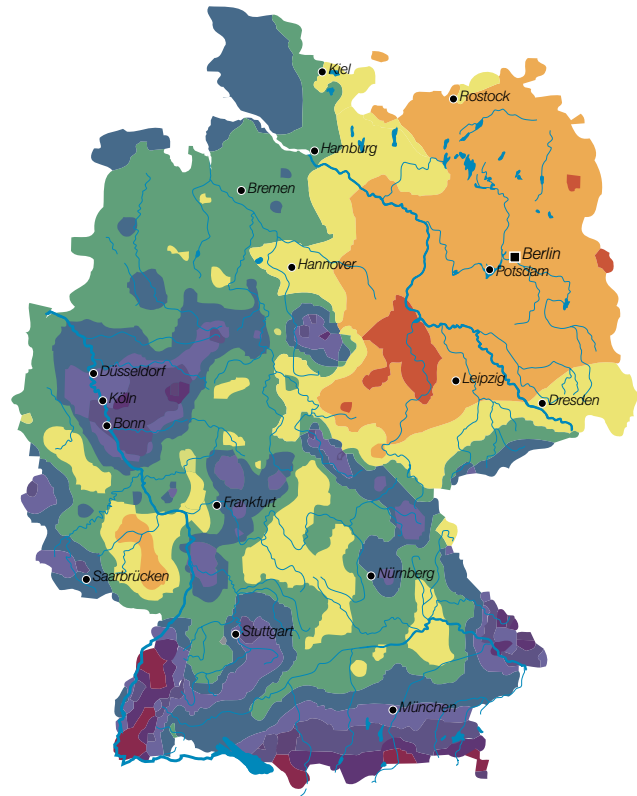 Kiel
Rostock
Hamburg
Bremen
Berlin
Hannover
Potsdam
Düsseldorf
Leipzig
Köln
Dresden
Bonn
Frankfurt
Nürnberg
Saarbrücken
Stuttgart
München